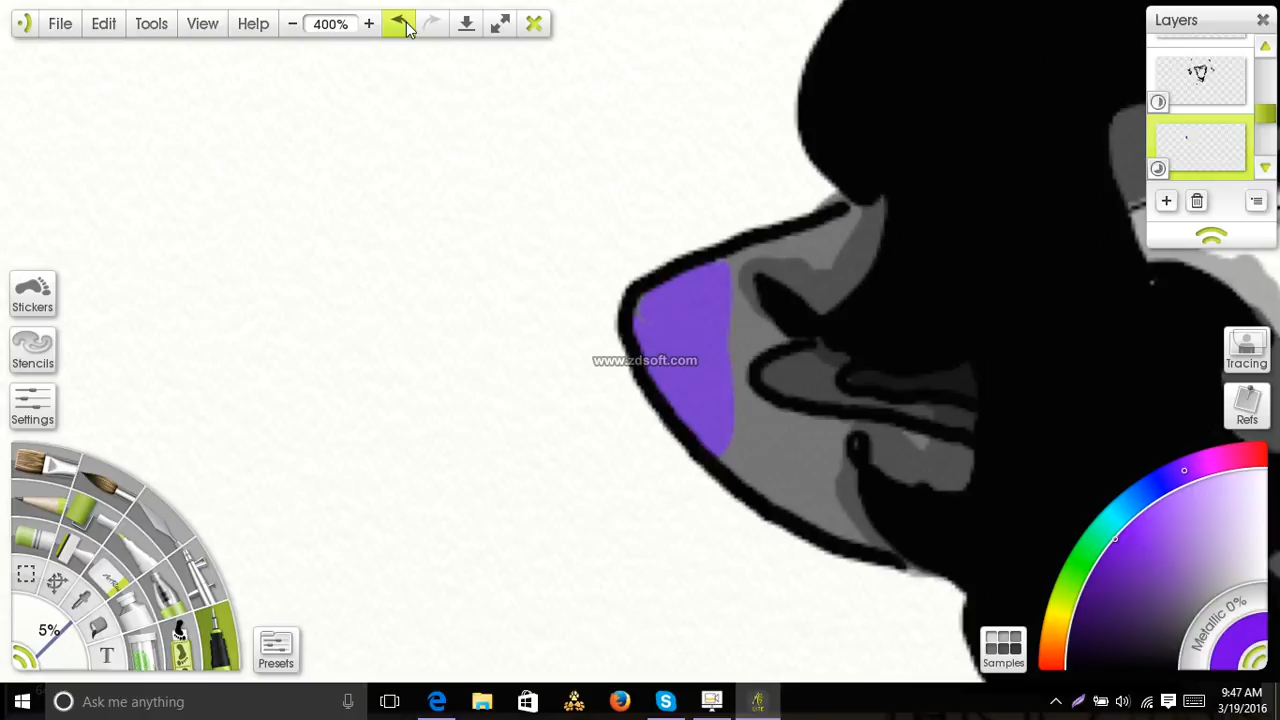 File Edit Tools View Help 400%
Layers
Stickers
Stencils
Settings
www.zdsoft.com
Tracing
Refs
5%
T
Presets
Samples
Metallic 0%
LITE
Ask me anything
9:47 AM
3/19/2016